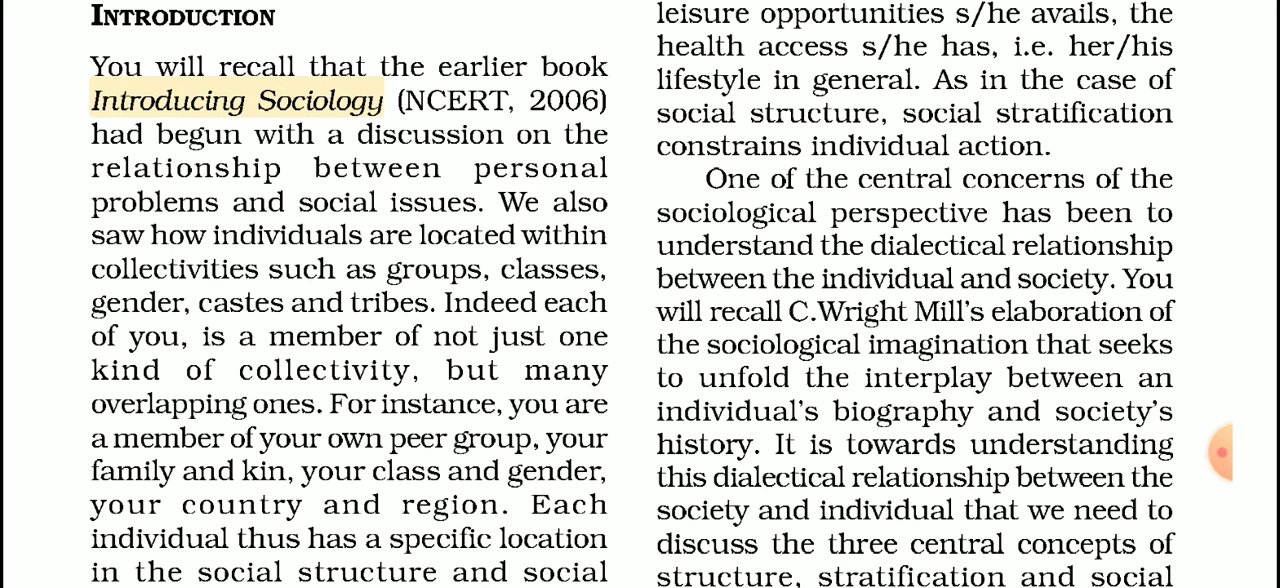 INTRODUCTION
You will recall that the earlier book
Introducing Sociology (NCERT, 2006)
had begun with a discussion on the
relationship between personal
problems and social issues. We also
saw how individuals are located within
collectivities such as groups, classes,
gender, castes and tribes. Indeed each
of you, is a member of not just one
kind of collectivity, but many
overlapping ones. For instance, you are
a member of your own peer group, your
family and kin, your class and gender,
your country and region. Each
individual thus has a specific location
in the social structure and social
leisure opportunities s/he avails, the
health access s/he has, i.e. her/his
lifestyle in general. As in the case of
social structure, social stratification
constrains individual action.
One of the central concerns of the
sociological perspective has been to
understand the dialectical relationship
between the individual and society. You
will recall C.Wright Mill's elaboration of
the sociological imagination that seeks
to unfold the interplay between an
individual's biography and society's
history. It is towards understanding
this dialectical relationship between the
society and individual that we need to
discuss the three central concepts of
structure, stratification and social